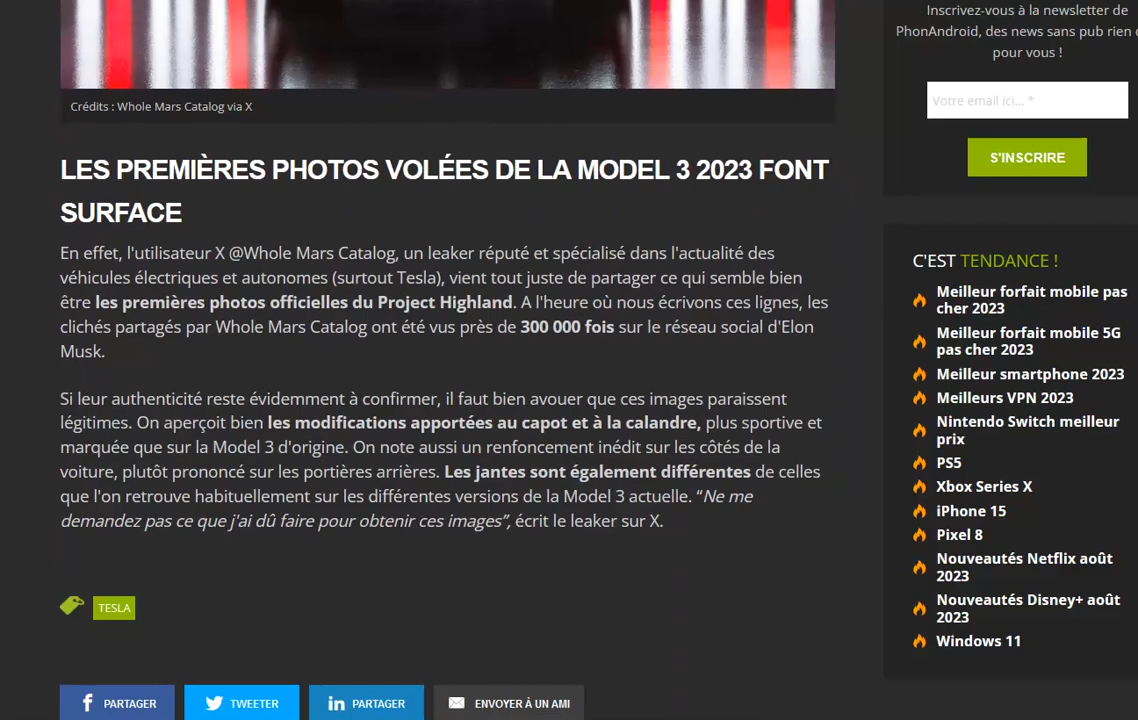 Inscrivez-vous à la newsletter de
PhonAndroid, des news sans pub rien
pour vous !
Votre email ici... *
S'INSCRIRE
Crédits : Whole Mars Catalog via X
LES PREMIÈRES PHOTOS VOLÉES DE LA MODEL 3 2023 FONT
SURFACE
En effet, l'utilisateur X @Whole Mars Catalog, un leaker réputé et spécialisé dans l'actualité des
véhicules électriques et autonomes (surtout Tesla), vient tout juste de partager ce qui semble bien
être les premières photos officielles du Project Highland. A l'heure où nous écrivons ces lignes, les
clichés partagés par Whole Mars Catalog ont été vus près de 300 000 fois sur le réseau social d'Elon
Musk.
Si leur authenticité reste évidemment à confirmer, il faut bien avouer que ces images paraissent
légitimes. On aperçoit bien les modifications apportées au capot et à la calandre, plus sportive et
marquée que sur la Model 3 d'origine. On note aussi un renfoncement inédit sur les côtés de la
voiture, plutôt prononcé sur les portières arrières. Les jantes sont également différentes de celles
que l'on retrouve habituellement sur les différentes versions de la Model 3 actuelle. “Ne me
demandez pas ce que j'ai dû faire pour obtenir ces images”, écrit le leaker sur X.
TESLA
PARTAGER
TWEETER
PARTAGER
ENVOYER À UN AMI
C'EST TENDANCE !
Meilleur forfait mobile pas
cher 2023
Meilleur forfait mobile 5G
pas cher 2023
Meilleur smartphone 2023
Meilleurs VPN 2023
Nintendo Switch meilleur
prix
PS5
Xbox Series X
iPhone 15
Pixel 8
Nouveautés Netflix août
2023
Nouveautés Disney+ août
2023
Windows 11